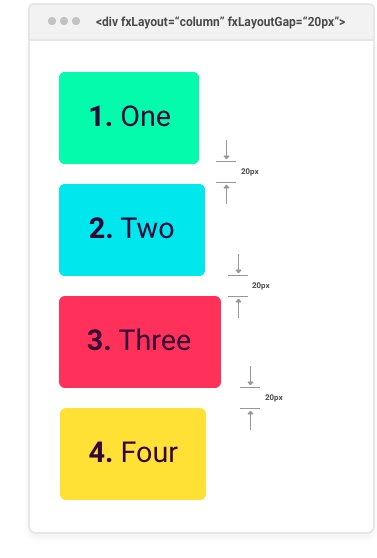 <div fxLayout=“column” fxLayoutGap=“20px”>
1. One
20px
2. Two
20px
3. Three
20px
4. Four